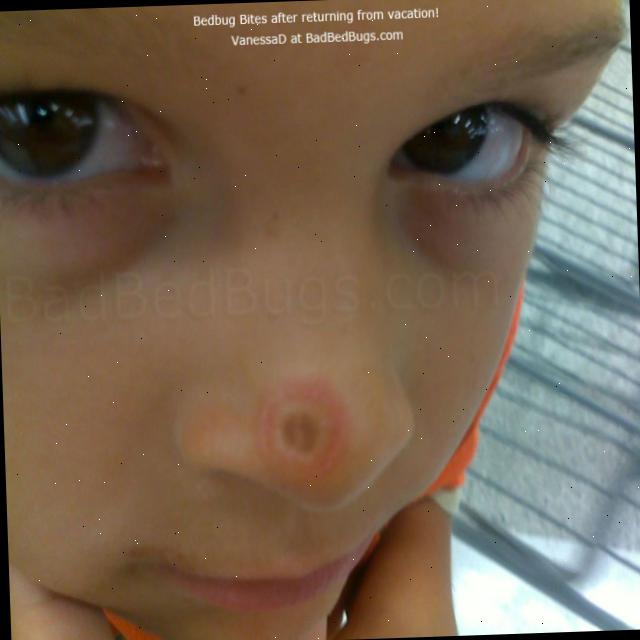 Bedbug Bites after returning from vacation!
VanessaD at BadBedBugs.com
BadBedBugs.com